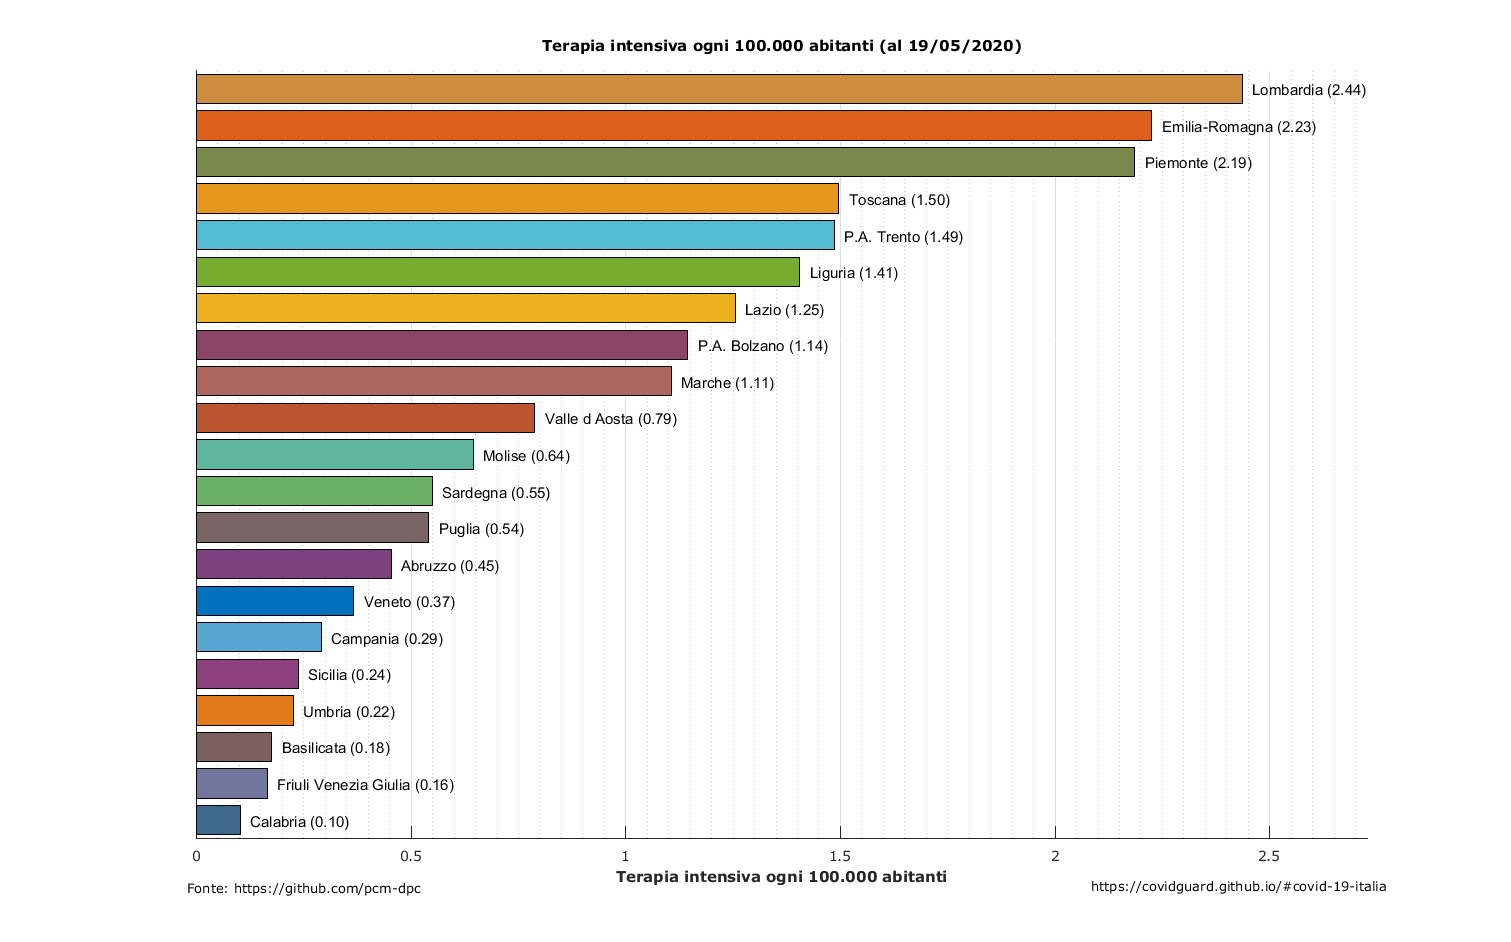 Terapia intensiva ogni 100.000 abitanti (al 19/05/2020)
Lombardia (2.44)
Emilia-Romagna (2.23)
Piemonte (2.19)
Toscana (1.50)
P.A. Trento (1.49)
Liguria (1.41)
Lazio (1.25)
P.A. Bolzano (1.14)
Marche (1.11)
Valle d Aosta (0.79)
Molise (0.64)
Sardegna (0.55)
Puglia (0.54)
Abruzzo (0.45)
Veneto (0.37)
Campania (0.29)
Sicilia (0.24)
Umbria (0.22)
Basilicata (0.18)
Friuli Venezia Giulia (0.16)
Calabria (0.10)
0 0.5 1 1.5 2 2.5
Terapia intensiva ogni 100.000 abitanti
Fonte: https://github.com/pcm-dpc
https://covidguard.github.io/#covid-19-italia